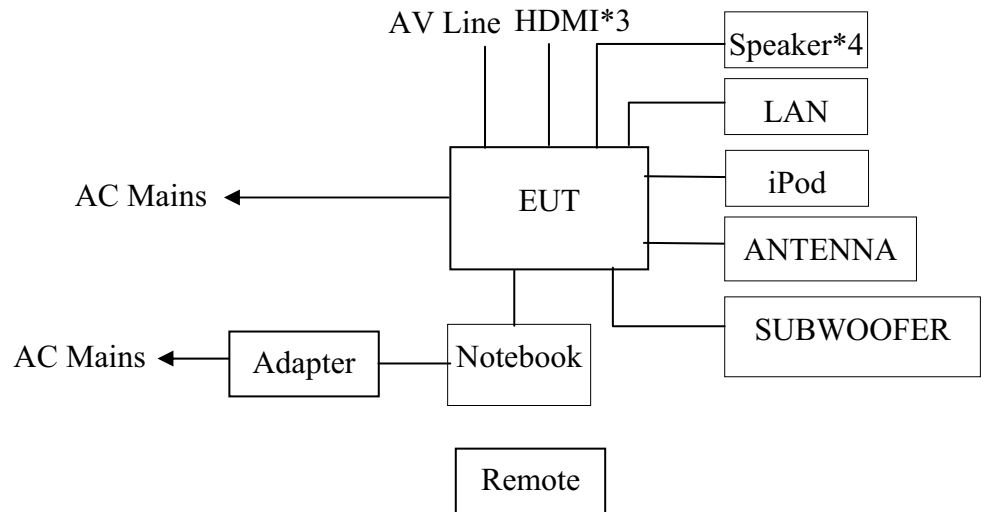 AV Line
HDMI*3
Speaker*4
LAN
iPod
AC Mains
EUT
ANTENNA
SUBWOOFER
AC Mains
Adapter
Notebook
Remote